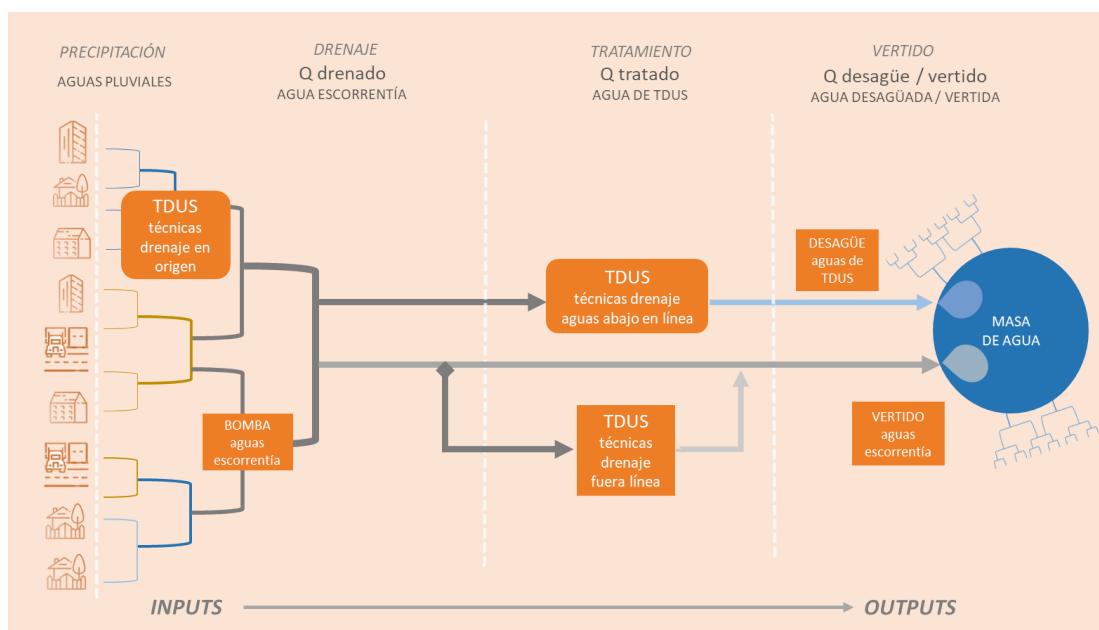 PRECIPITACIÓN
AGUAS PLUVIALES
DRENAJE
Q drenado
AGUA ESCORRENTÍA
TRATAMIENTO
Q tratado
AGUA DE TDUS
VERTIDO
Q desagüe / vertido
AGUA DESAGÜADA / VERTIDA
TDUS
técnicas
drenaje en
origen
BOMBA
aguas
escorrentía
TDUS
técnicas drenaje
aguas abajo en línea
TDUS
técnicas
drenaje
fuera línea
DESAGÜE
aguas de
TDUS
VERTIDO
aguas
escorrentía
MASA
DE AGUA
INPUTS
OUTPUTS